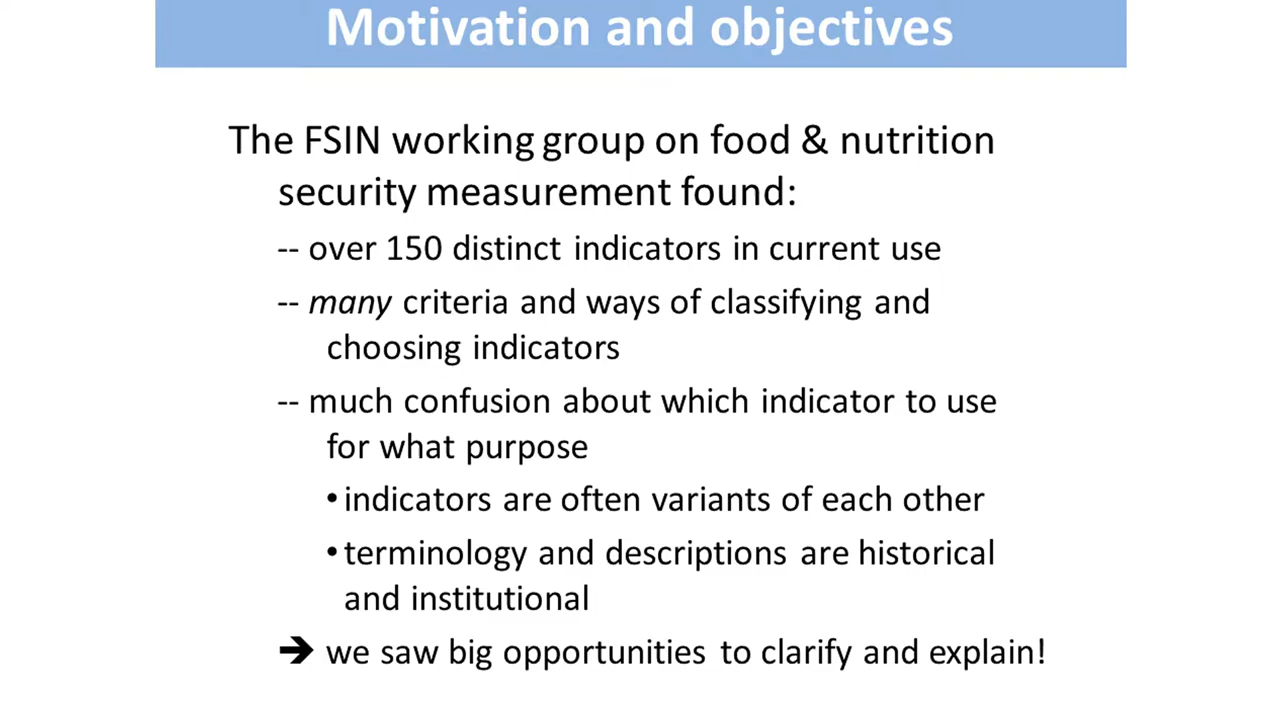 Motivation and objectives
The FSIN working group on food & nutrition
security measurement found:
-- over 150 distinct indicators in current use
-- many criteria and ways of classifying and
choosing indicators
-- much confusion about which indicator to use
for what purpose
• indicators are often variants of each other
• terminology and descriptions are historical
and institutional
➔ we saw big opportunities to clarify and explain!